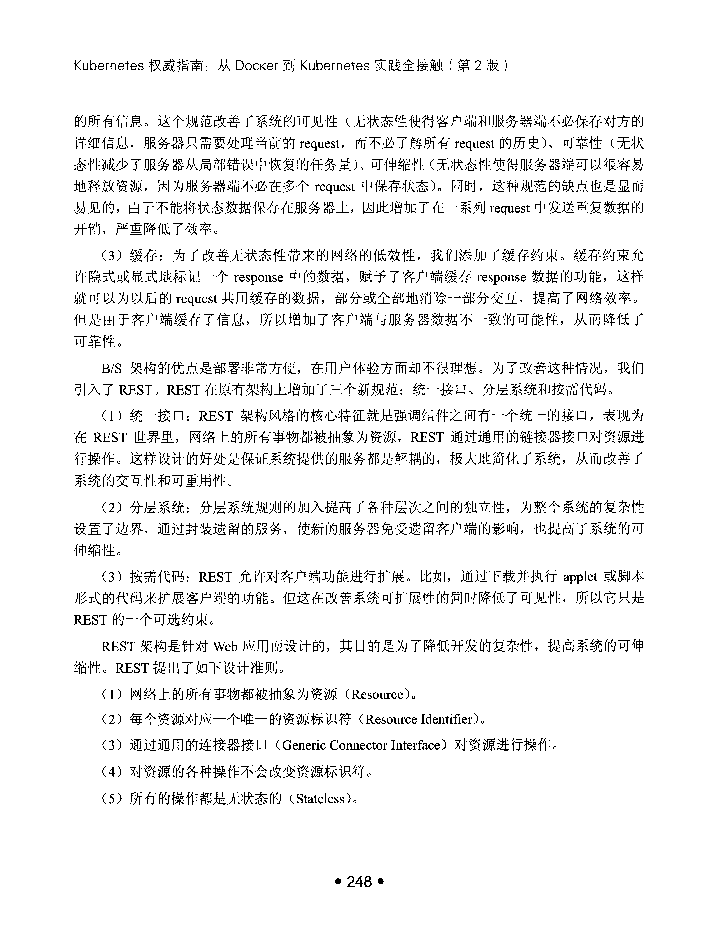 Kubernetes 权威指南：从 Docker 到 Kubernetes 实践全接触（第 2 版）
的所有信息。这个规范改善了系统的可见性（无状态性使得客户端和服务器端不必保存对方的
详细信息，服务器只需要处理当前的 request，而不必了解所有 request 的历史）、可靠性（无状
态性减少了服务器从局部错误中恢复的任务量）、可伸缩性（无状态性使得服务器端可以很容易
地释放资源，因为服务器端不必在多个 request 中保存状态）。同时，这种规范的缺点也是显而
易见的，由于不能将状态数据保存在服务器上，因此增加了在一系列 request 中发送重复数据的
开销，严重降低了效率。
（3）缓存：为了改善无状态性带来的网络的低效性，我们添加了缓存约束。缓存约束允
许隐式或显式地标记一个 response 中的数据，赋予了客户端缓存 response 数据的功能，这样
就可以为以后的 request 共用缓存的数据，部分或全部地消除一部分交互，提高了网络效率。
但是由于客户端缓存了信息，所以增加了客户端与服务器数据不一致的可能性，从而降低了
可靠性。
B/S 架构的优点是部署非常方便，在用户体验方面却不很理想。为了改善这种情况，我们
引入了 REST。REST 在原有架构上增加了三个新规范：统一接口、分层系统和按需代码。
（1）统一接口：REST 架构风格的核心特征就是强调组件之间有一个统一的接口，表现为
在 REST 世界里，网络上的所有事物都被抽象为资源，REST 通过通用的链接器接口对资源进
行操作。这样设计的好处是保证系统提供的服务都是解耦的，极大地简化了系统，从而改善了
系统的交互性和可重用性。
（2）分层系统：分层系统规则的加入提高了各种层次之间的独立性，为整个系统的复杂性
设置了边界，通过封装遗留的服务，使新的服务器免受遗留客户端的影响，也提高了系统的可
伸缩性。
（3）按需代码：REST 允许对客户端功能进行扩展。比如，通过下载并执行 applet 或脚本
形式的代码来扩展客户端的功能。但这在改善系统可扩展性的同时降低了可见性，所以它只是
REST 的一个可选约束。
REST 架构是针对 Web 应用而设计的，其目的是为了降低开发的复杂性，提高系统的可伸
缩性。REST 提出了如下设计准则。
（1）网络上的所有事物都被抽象为资源（Resource）。
（2）每个资源对应一个唯一的资源标识符（Resource Identifier）。
（3）通过通用的连接器接口（Generic Connector Interface）对资源进行操作。
（4）对资源的各种操作不会改变资源标识符。
（5）所有的操作都是无状态的（Stateless）。
• 248 •